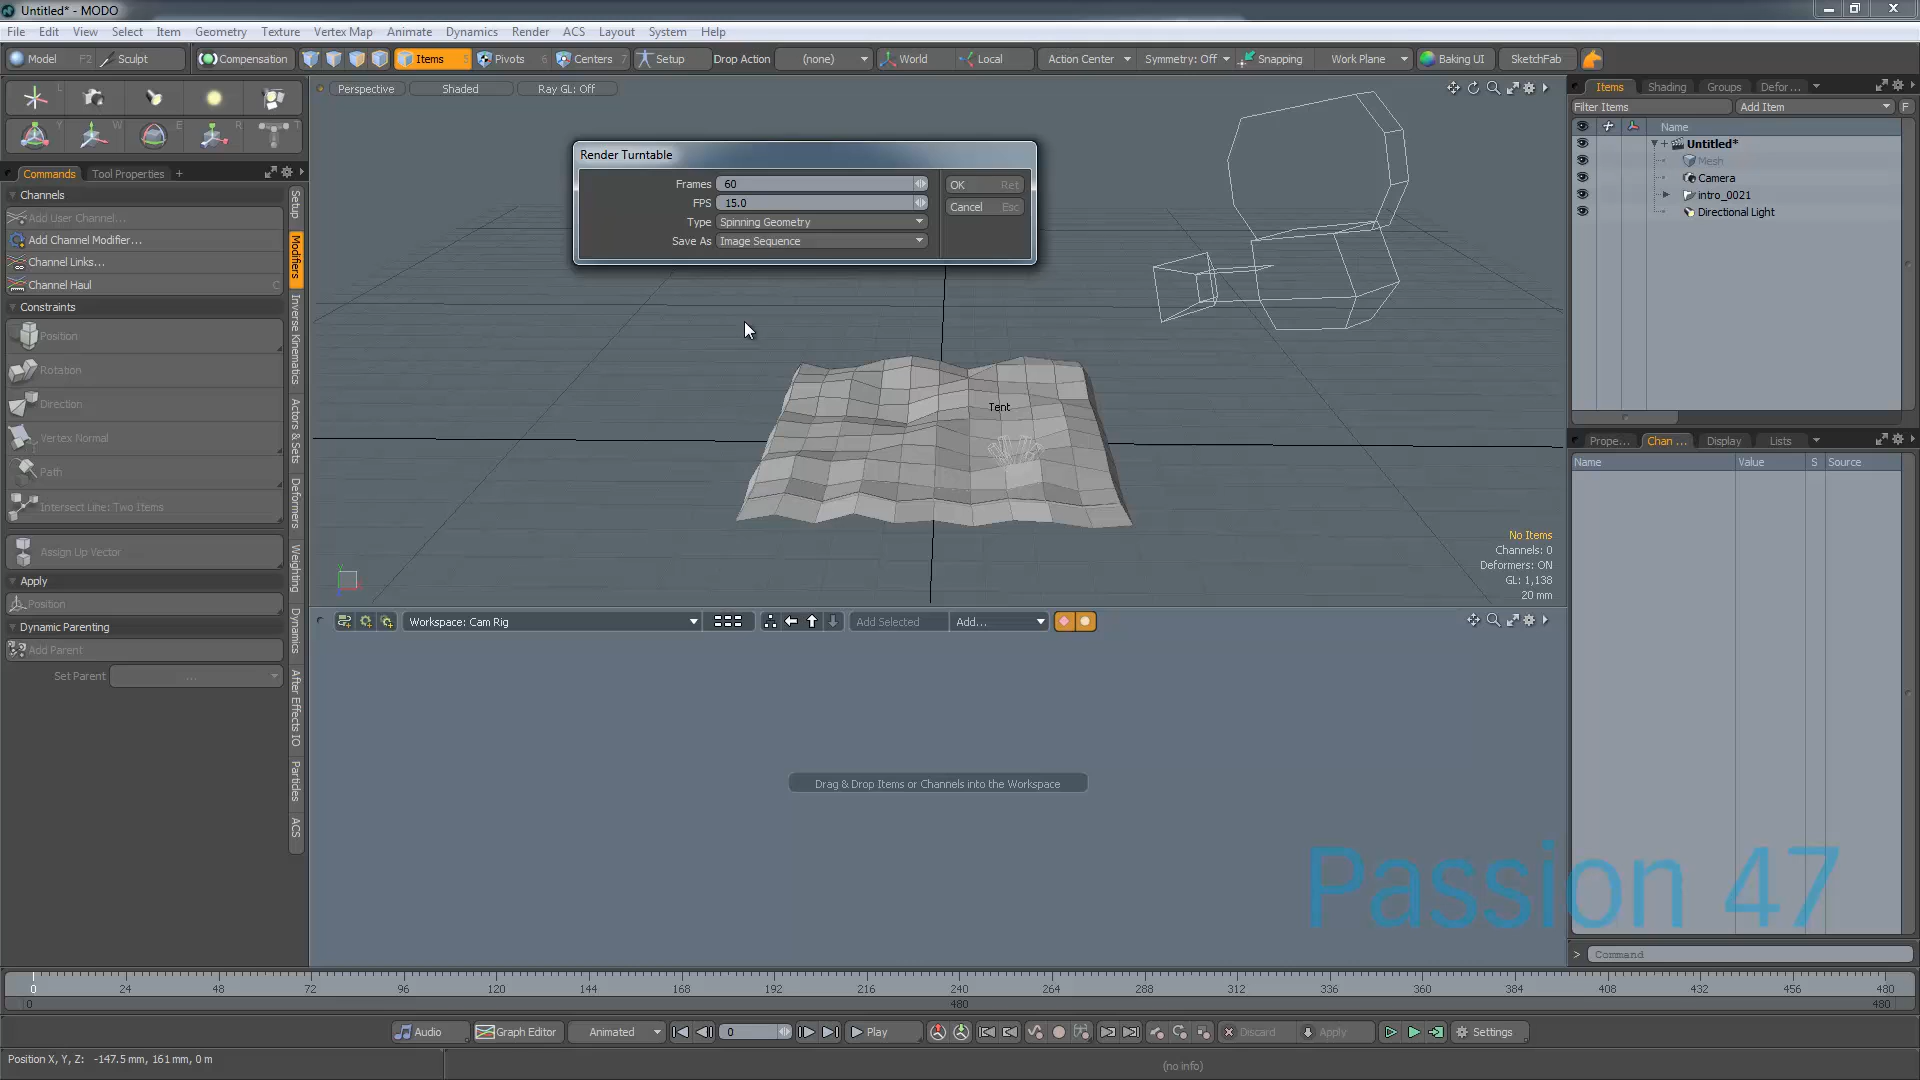 Untitled* - MODO
File Edit View Select Item Geometry Texture Vertex Map Animate Dynamics Render ACS Layout System Help
Model F2 Sculpt Compensation Items 5 Pivots 6 Centers 7 Setup Drop Action (none) World Local Action Center Symmetry: Off Snapping Work Plane Baking UI SketchFab
L
Y W E R T
Commands Tool Properties +
Channels
Add User Channel...
Add Channel Modifier...
Channel Links...
Channel Haul C
Constraints
Position
Rotation
Direction
Vertex Normal
Path
Intersect Line: Two Items
Assign Up Vector
Apply
Position
Dynamic Parenting
Add Parent
Set Parent ...
Setup
Modifiers
Inverse Kinematics
Actors & Sets
Deformers
Weighting
Dynamics
After Effects IO
Particles
ACS
Perspective Shaded Ray GL: Off
Render Turntable
Frames 60
FPS 15.0
Type Spinning Geometry
Save As Image Sequence
OK Ret
Cancel Esc
Tent
No Items
Channels: 0
Deformers: ON
GL: 1,138
20 mm
Workspace: Cam Rig Add Selected Add...
Drag & Drop Items or Channels into the Workspace
Items Shading Groups Defor...
Filter Items Add Item F
Name
Untitled*
Mesh
Camera
intro_0021
Directional Light
Prope... Chan ... Display Lists
Name Value S Source
Passion 47
> Command
0 24 48 72 96 120 144 168 192 216 240 264 288 312 336 360 384 408 432 456 480
0 480 480
Audio Graph Editor Animated 0 Play Discard Apply Settings
Position X, Y, Z: -147.5 mm, 161 mm, 0 m
(no info)